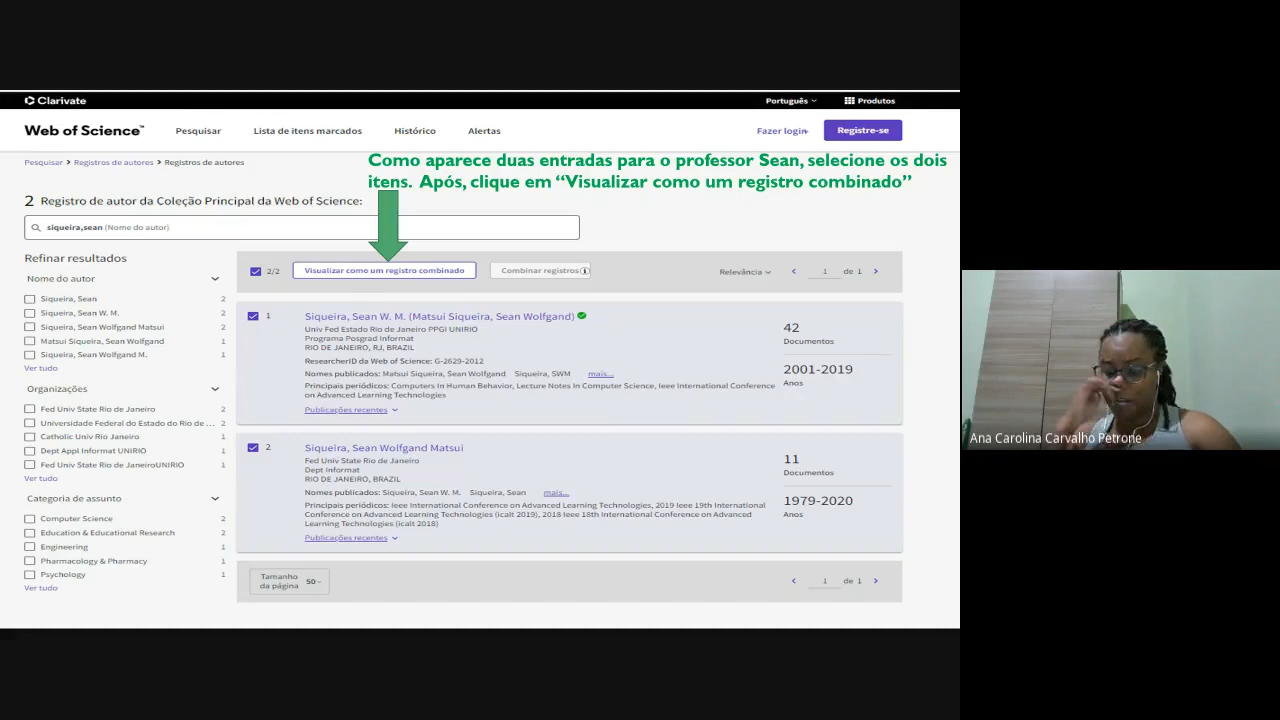 Clarivate
Português
Produtos
Web of Science™
Pesquisar
Lista de itens marcados
Histórico
Alertas
Fazer login
Registre-se
Pesquisar > Registros de autores > Registros de autores
Como aparece duas entradas para o professor Sean, selecione os dois
itens. Após, clique em “Visualizar como um registro combinado”
2 Registro de autor da Coleção Principal da Web of Science:
siqueira,sean (Nome do autor)
Refinar resultados
Nome do autor
Siqueira, Sean 2
Siqueira, Sean W. M. 2
Siqueira, Sean Wolfgand Matsui 2
Matsui Siqueira, Sean Wolfgand 1
Siqueira, Sean Wolfgand M. 1
Ver tudo
Organizações
Fed Univ State Rio de Janeiro 2
Universidade Federal do Estado do Rio de ... 2
Catholic Univ Rio Janeiro 1
Dept Appl Informat UNIRIO 1
Fed Univ State Rio de JaneiroUNIRIO 1
Ver tudo
Categoria de assunto
Computer Science 2
Education & Educational Research 2
Engineering 1
Pharmacology & Pharmacy 1
Psychology 1
Ver tudo
2/2
Visualizar como um registro combinado
Combinar registros
Relevância
1 de 1
1
Siqueira, Sean W. M. (Matsui Siqueira, Sean Wolfgand)
Univ Fed Estado Rio de Janeiro PPGI UNIRIO
Programa Posgrad Informat
RIO DE JANEIRO, RJ, BRAZIL
ResearcherID da Web of Science: G-2629-2012
Nomes publicados: Matsui Siqueira, Sean Wolfgand Siqueira, SWM mais...
Principais periódicos: Computers In Human Behavior, Lecture Notes In Computer Science, Ieee International Conference
on Advanced Learning Technologies
Publicações recentes
42
Documentos
2001-2019
Anos
2
Siqueira, Sean Wolfgand Matsui
Fed Univ State Rio de Janeiro
Dept Informat
RIO DE JANEIRO, BRAZIL
Nomes publicados: Siqueira, Sean W. M. Siqueira, Sean mais...
Principais periódicos: Ieee International Conference on Advanced Learning Technologies, 2019 Ieee 19th International
Conference on Advanced Learning Technologies (icalt 2019), 2018 Ieee 18th International Conference on Advanced
Learning Technologies (icalt 2018)
Publicações recentes
11
Documentos
1979-2020
Anos
Tamanho
da página 50
1 de 1
Ana Carolina Carvalho Petrone